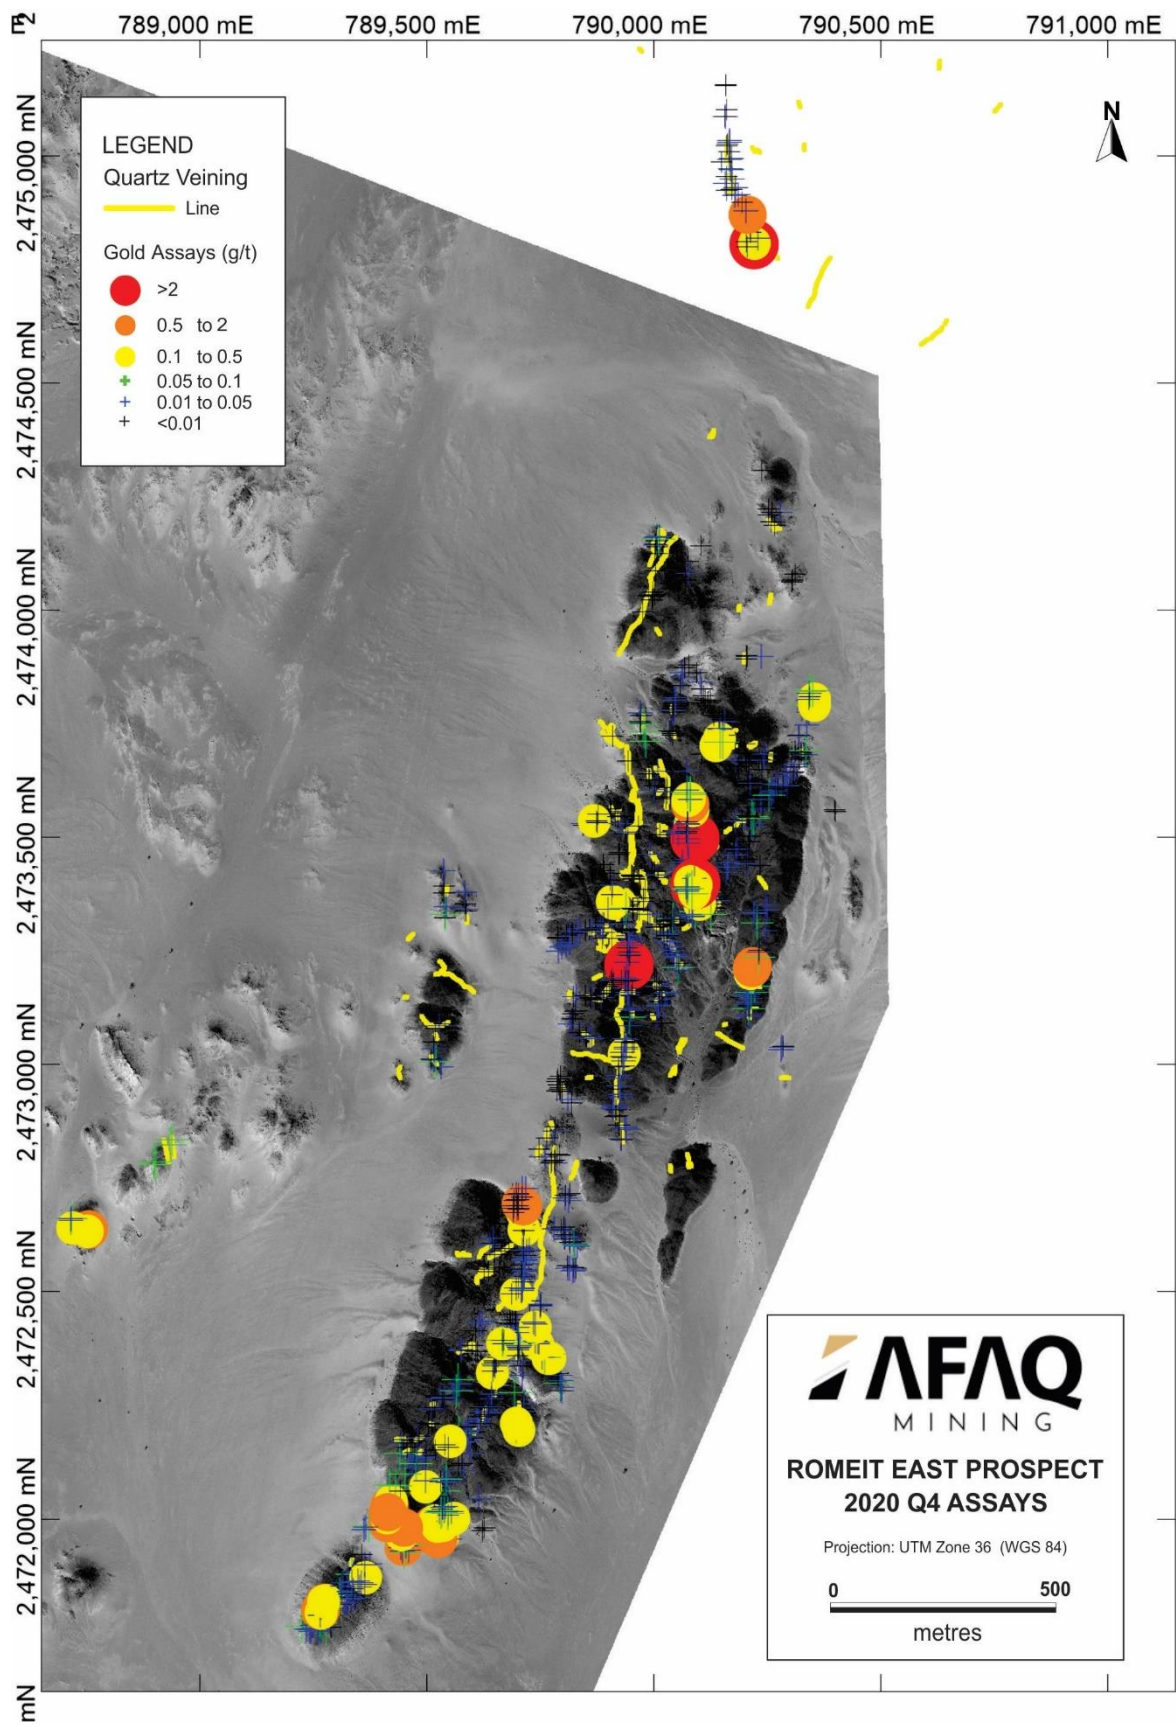 789,000 mE 789,500 mE 790,000 mE 790,500 mE 791,000 mE
N
2,475,000 mN
2,474,500 mN
2,474,000 mN
2,473,500 mN
2,473,000 mN
2,472,500 mN
2,472,000 mN
mN
LEGEND
Quartz Veining
Line
Gold Assays (g/t)
>2
0.5 to 2
0.1 to 0.5
0.05 to 0.1
0.01 to 0.05
<0.01
AFAQ
MINING
ROMEIT EAST PROSPECT
2020 Q4 ASSAYS
Projection: UTM Zone 36 (WGS 84)
0 500
metres